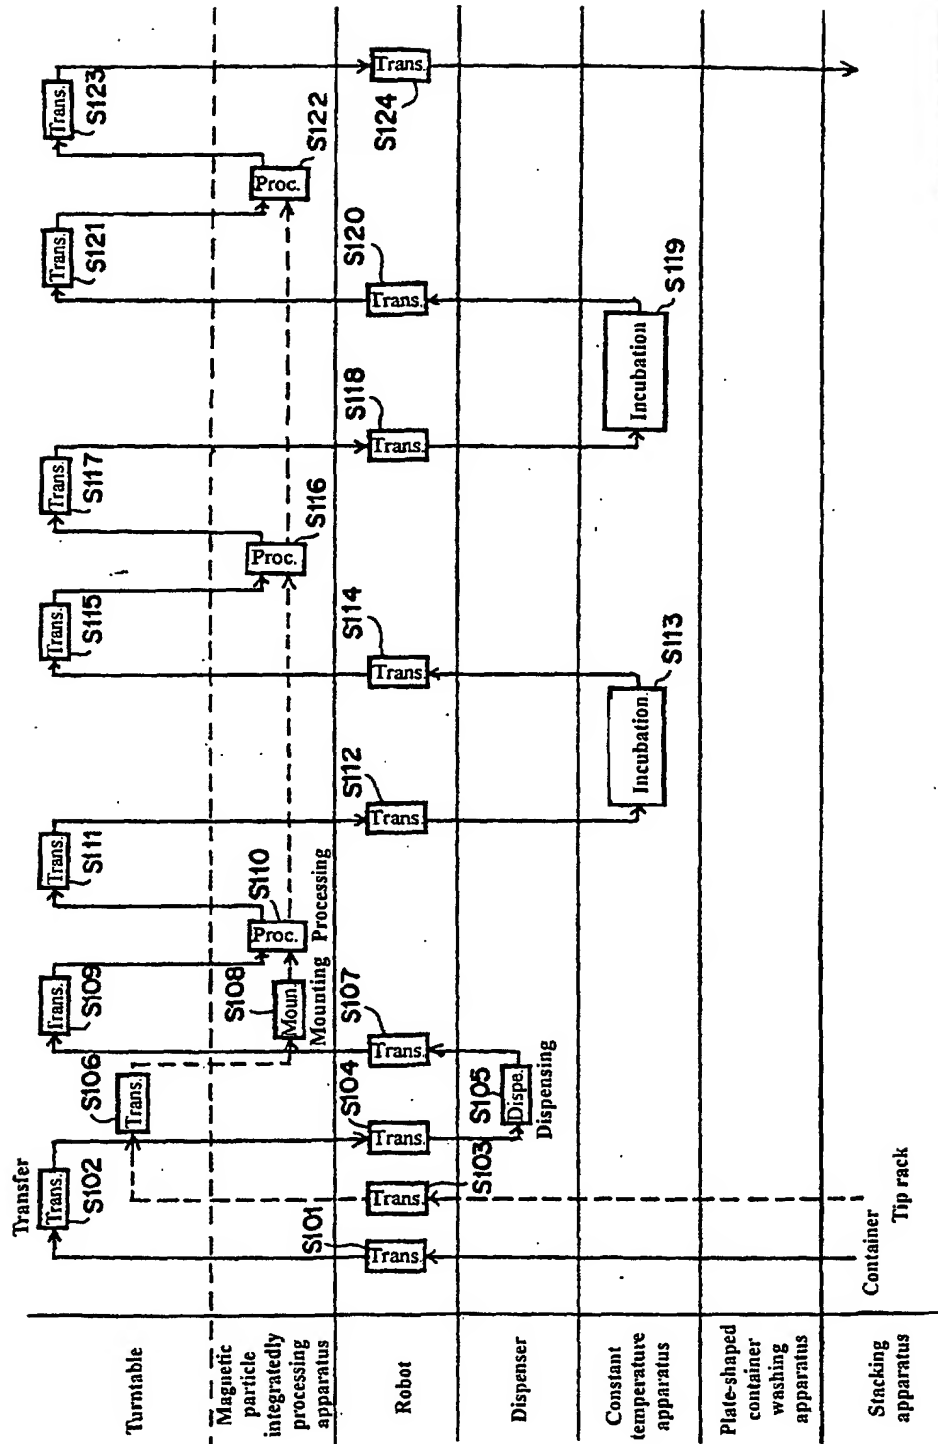 Turntable
Magnetic
particle
integratedly
processing
apparatus
Robot
Dispenser
Constant
temperature
apparatus
Plate-shaped
container
washing
apparatus
Stacking
apparatus
Container
Tip rack
Transfer
Trans.
S101
Trans.
S102
Trans.
S103
Trans.
S104
Dispe.
S105
Dispensing
Trans.
S106
Trans.
S107
Moun.
S108
Mounting
Trans.
S109
Proc.
S110
Processing
Trans.
S111
Trans.
S112
Incubation
S113
Trans.
S114
Trans.
S115
Proc.
S116
Trans.
S117
Trans.
S118
Incubation
S119
Trans.
S120
Trans.
S121
Proc.
S122
Trans.
S123
Trans.
S124